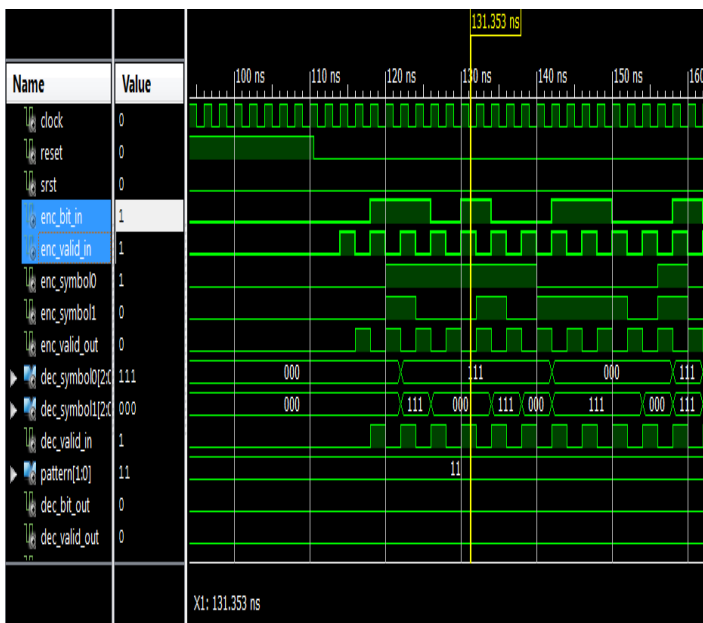 131.353 ns
Name Value 100 ns 110 ns 120 ns 130 ns 140 ns 150 ns 160
clock 0
reset 0
srst 0
enc_bit_in 1
enc_valid_in 1
enc_symbol0 1
enc_symbol1 0
enc_valid_out 0
dec_symbol0[2:0 111 000 111 000 111
dec_symbol1[2:0 000 000 111 000 111 000 111 000 111
dec_valid_in 1
pattern[1:0] 11 11
dec_bit_out 0
dec_valid_out 0
X1: 131.353 ns